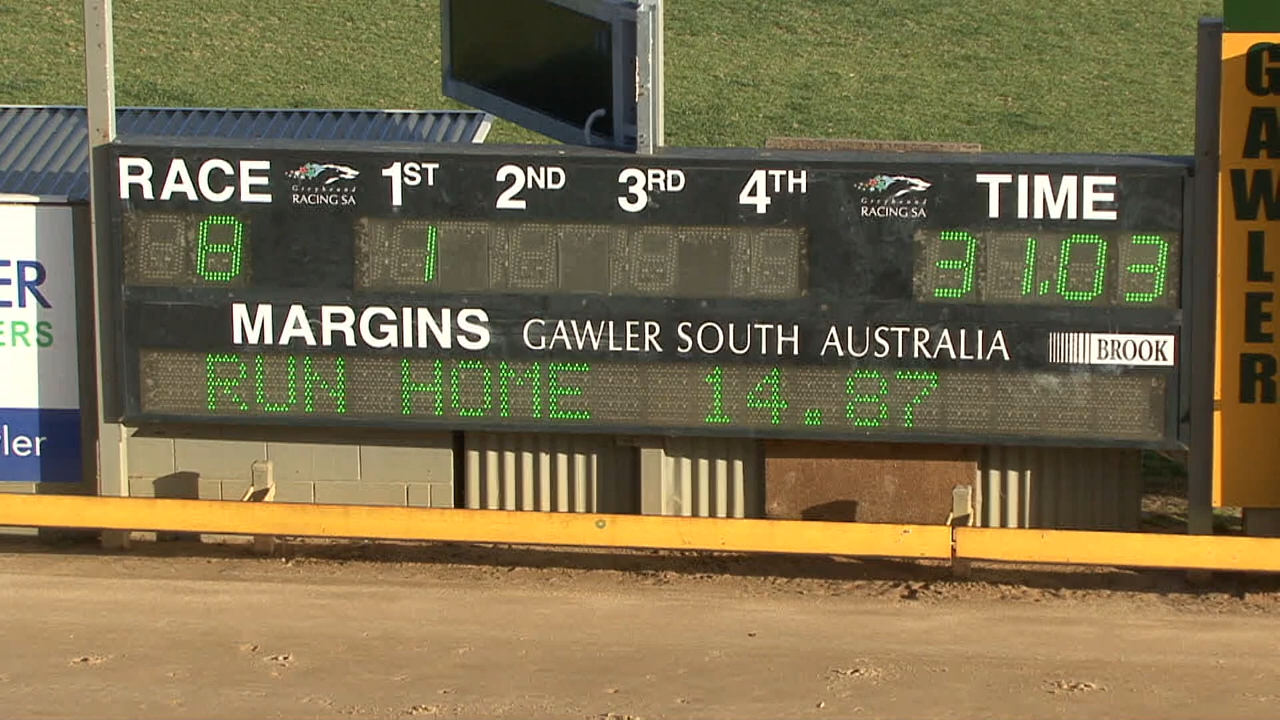 RACE Greyhound RACING SA 1ST 2ND 3RD 4TH Greyhound RACING SA TIME
8 1 31.03
MARGINS GAWLER SOUTH AUSTRALIA BROOK
RUN HOME 14.87
ER
ERS
ler
GAWLER